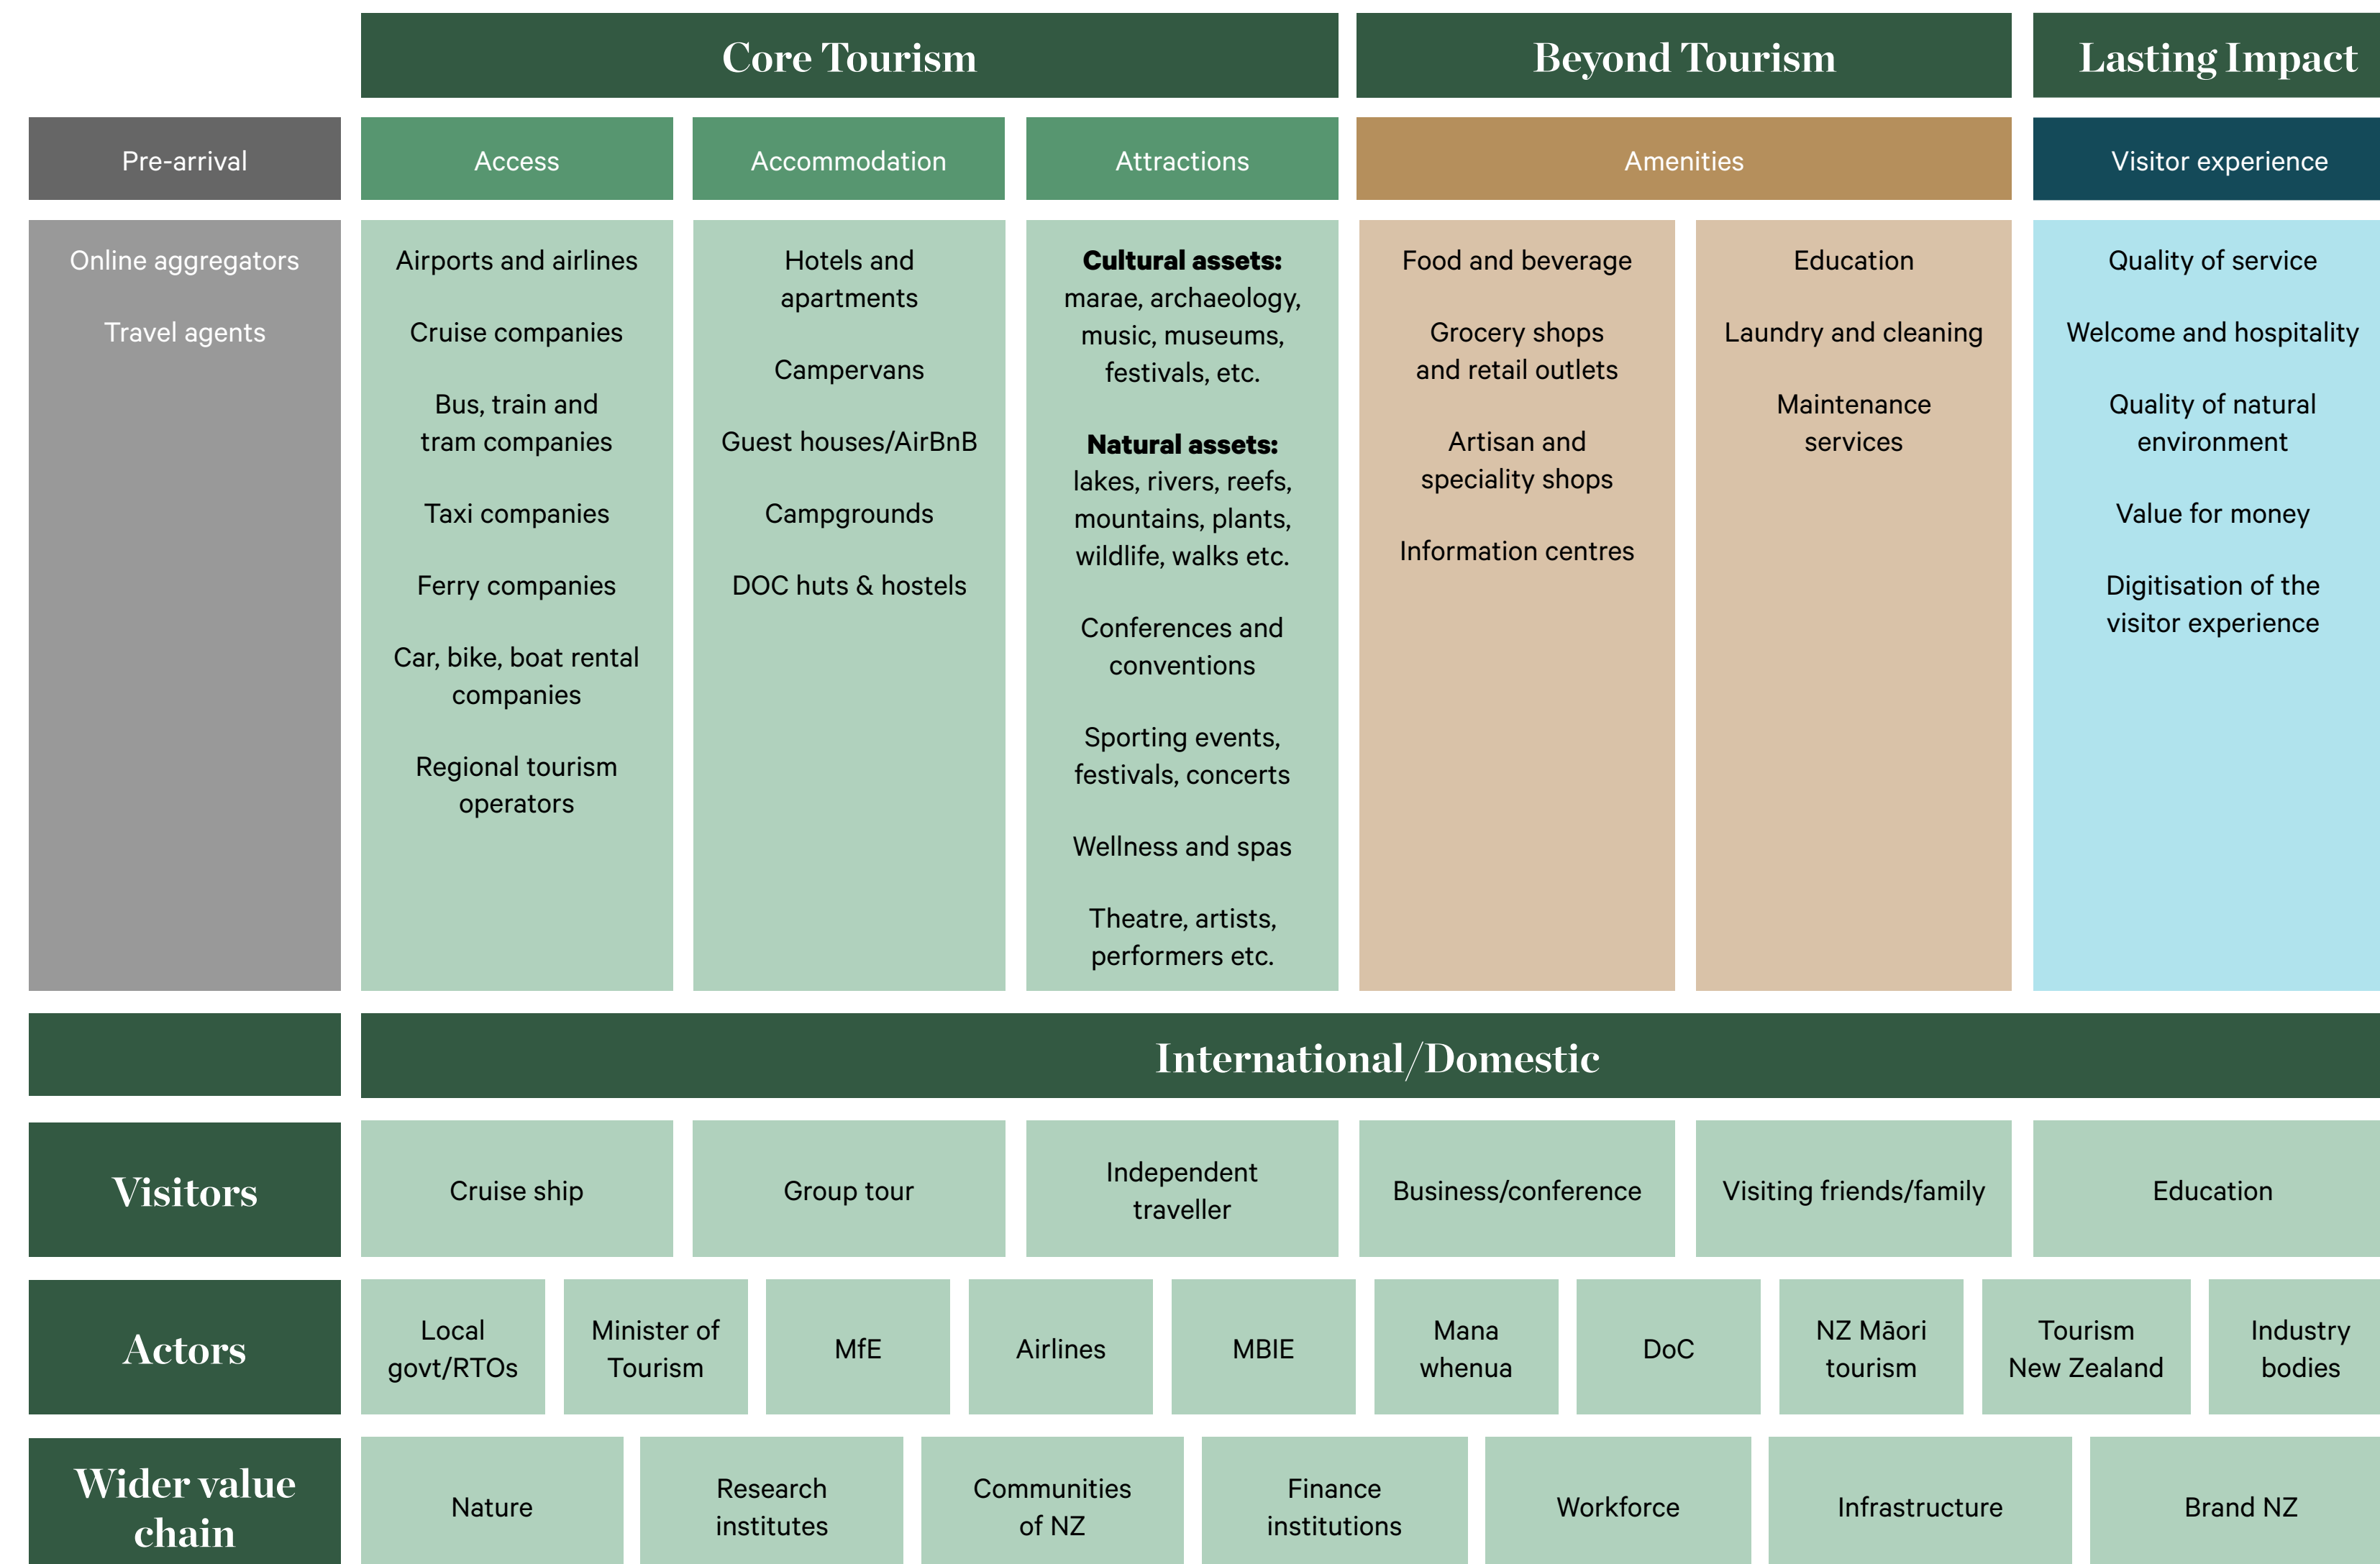 Core Tourism
Beyond Tourism
Lasting Impact
Pre-arrival
Access
Accommodation
Attractions
Amenities
Visitor experience
Online aggregators
Travel agents
Airports and airlines
Cruise companies
Bus, train and
tram companies
Taxi companies
Ferry companies
Car, bike, boat rental
companies
Regional tourism
operators
Hotels and
apartments
Campervans
Guest houses/AirBnB
Campgrounds
DOC huts & hostels
Cultural assets:
marae, archaeology,
music, museums,
festivals, etc.
Natural assets:
lakes, rivers, reefs,
mountains, plants,
wildlife, walks etc.
Conferences and
conventions
Sporting events,
festivals, concerts
Wellness and spas
Theatre, artists,
performers etc.
Food and beverage
Grocery shops
and retail outlets
Artisan and
speciality shops
Information centres
Education
Laundry and cleaning
Maintenance
services
Quality of service
Welcome and hospitality
Quality of natural
environment
Value for money
Digitisation of the
visitor experience
International/Domestic
Visitors
Cruise ship
Group tour
Independent
traveller
Business/conference
Visiting friends/family
Education
Actors
Local
govt/RTOs
Minister of
Tourism
MfE
Airlines
MBIE
Mana
whenua
DoC
NZ Māori
tourism
Tourism
New Zealand
Industry
bodies
Wider value
chain
Nature
Research
institutes
Communities
of NZ
Finance
institutions
Workforce
Infrastructure
Brand NZ